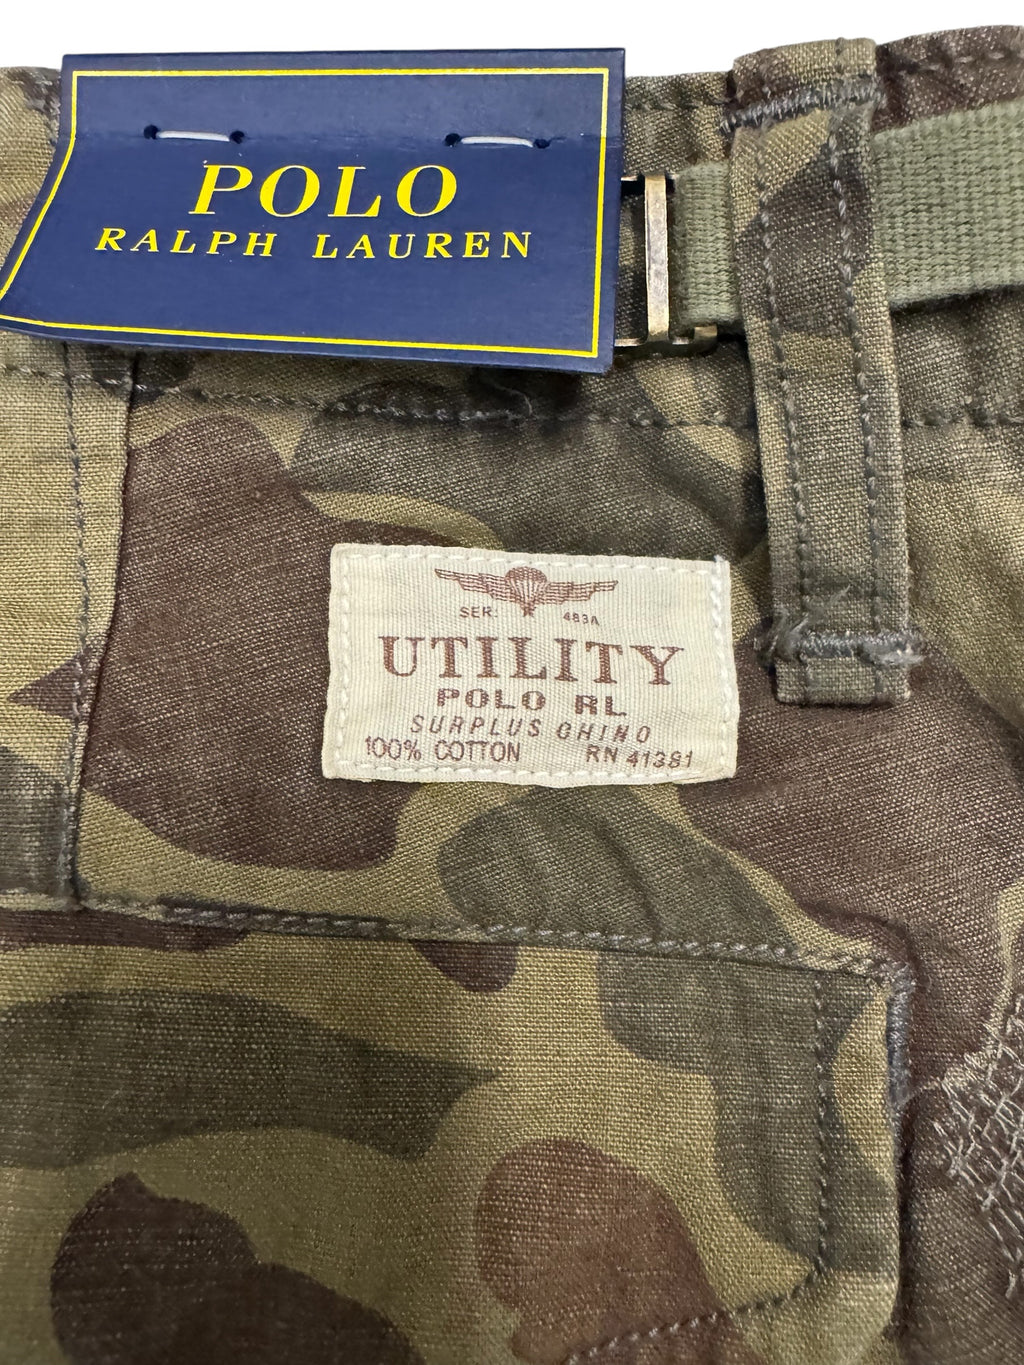 POLO
RALPH LAUREN
SER: 483A
UTILITY
POLO RL
SURPLUS CHINO
100% COTTON RN 41381